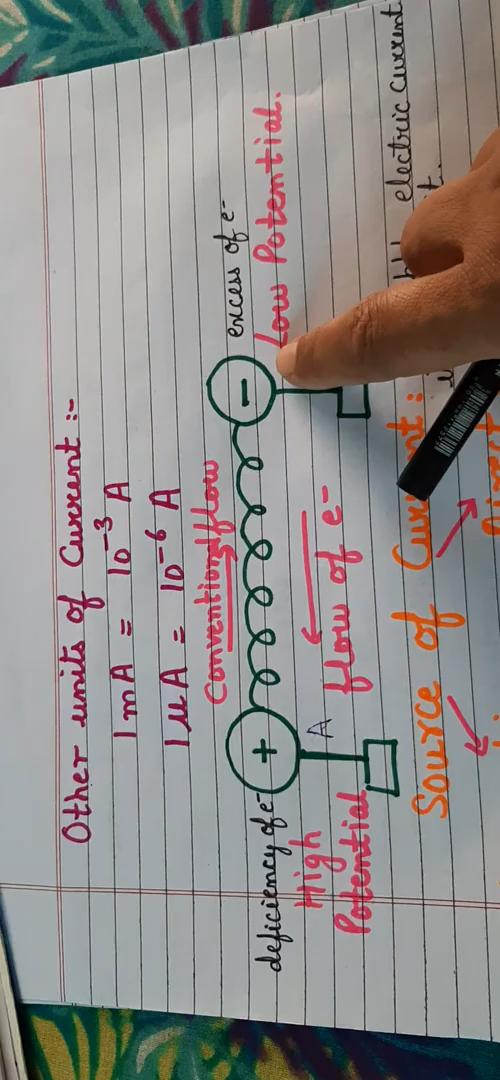 Other units of Current :-
1 mA = 10⁻³ A
1 μA = 10⁻⁶ A
Conventional flow
excess of e-
deficiency of e-
+
-
Low Potential.
High
Potential
A
flow of e-
electric current
Source of Current :